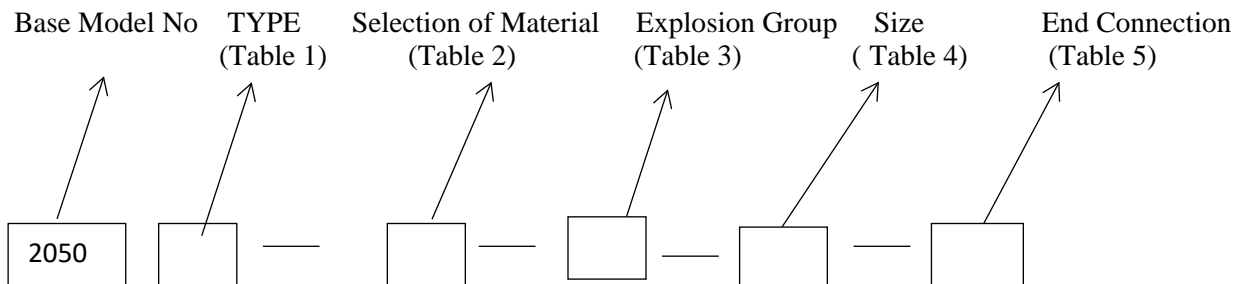 Base Model No TYPE Selection of Material Explosion Group Size End Connection
(Table 1) (Table 2) (Table 3) ( Table 4) (Table 5)
2050